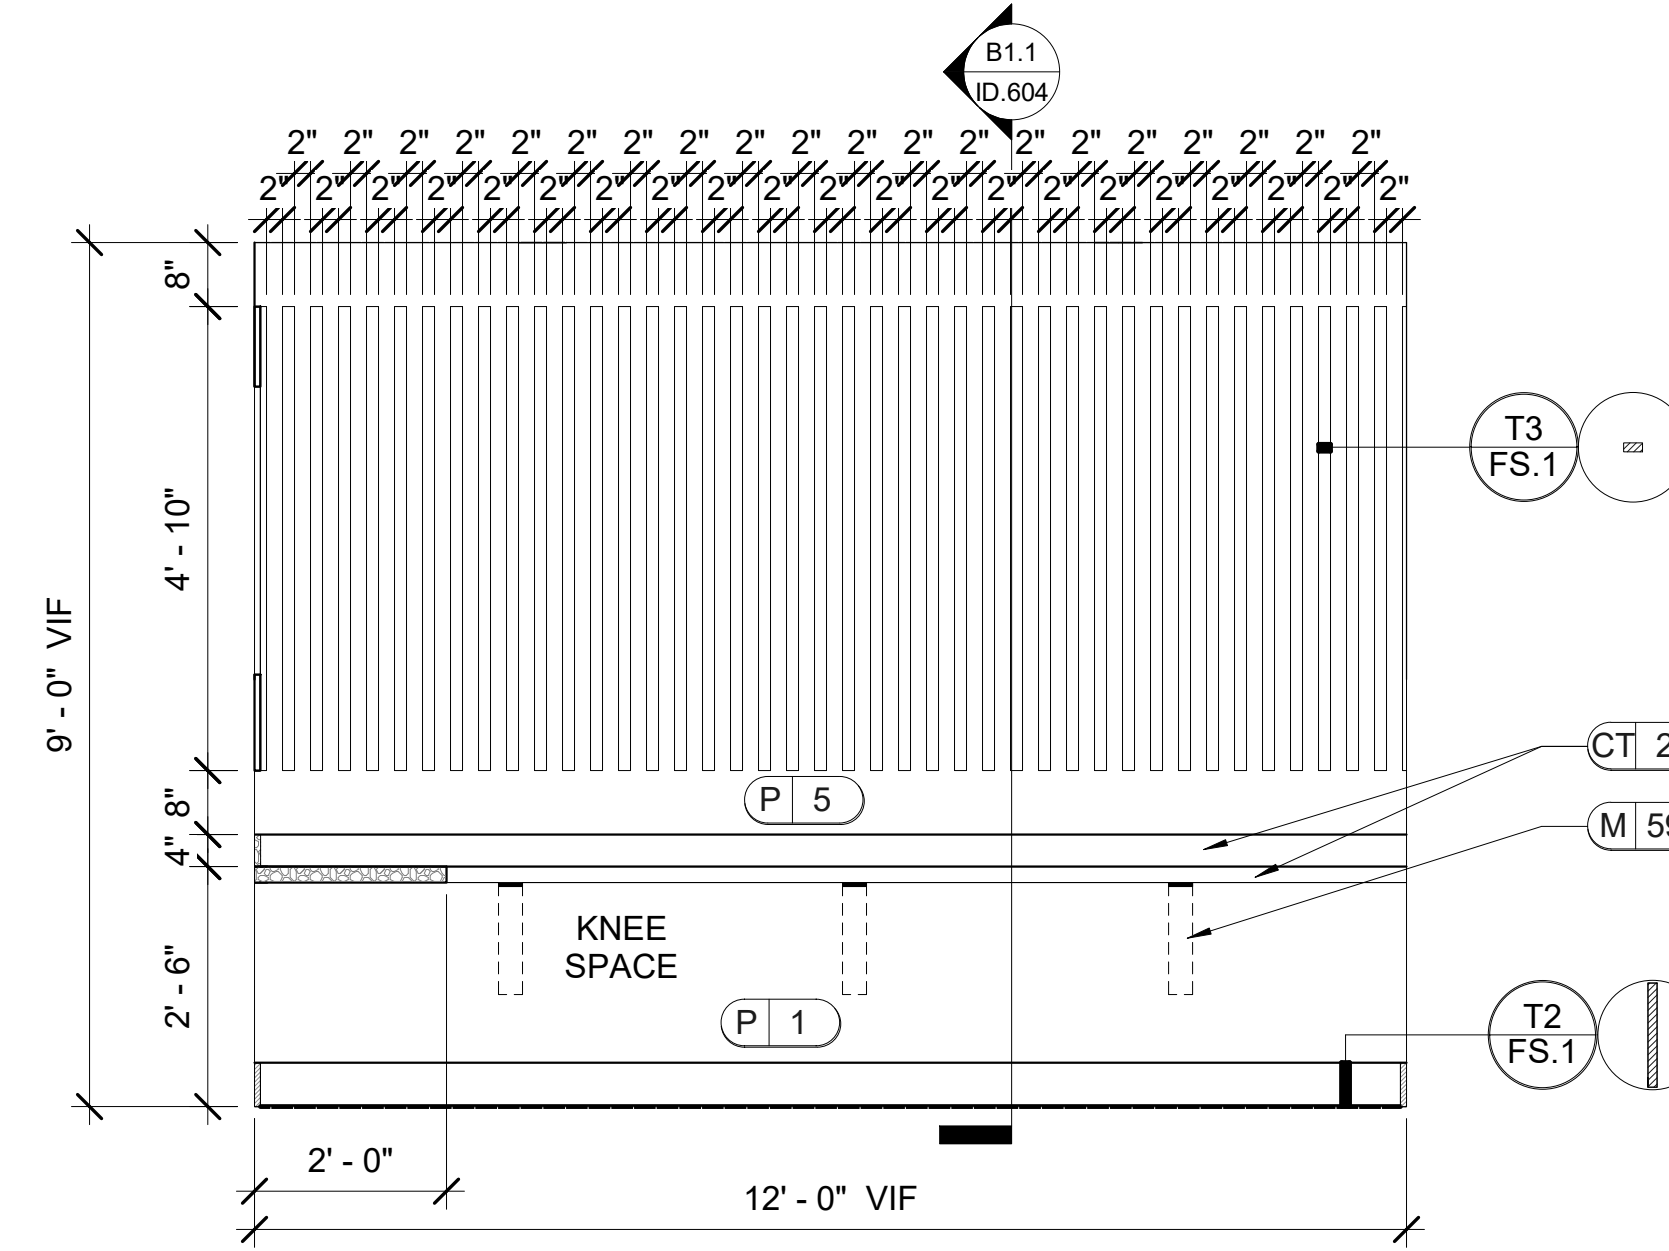 B1.1
ID.604
2" 2" 2" 2" 2" 2" 2" 2" 2" 2" 2" 2" 2" 2" 2" 2" 2" 2" 2" 2"
2" 2" 2" 2" 2" 2" 2" 2" 2" 2" 2" 2" 2" 2" 2" 2" 2" 2" 2" 2" 2"
8"
4' - 10"
9' - 0" VIF
8"
4"
2' - 6"
T3
FS.1
CT 2
M 59
P 5
KNEE
SPACE
P 1
T2
FS.1
2' - 0"
12' - 0" VIF